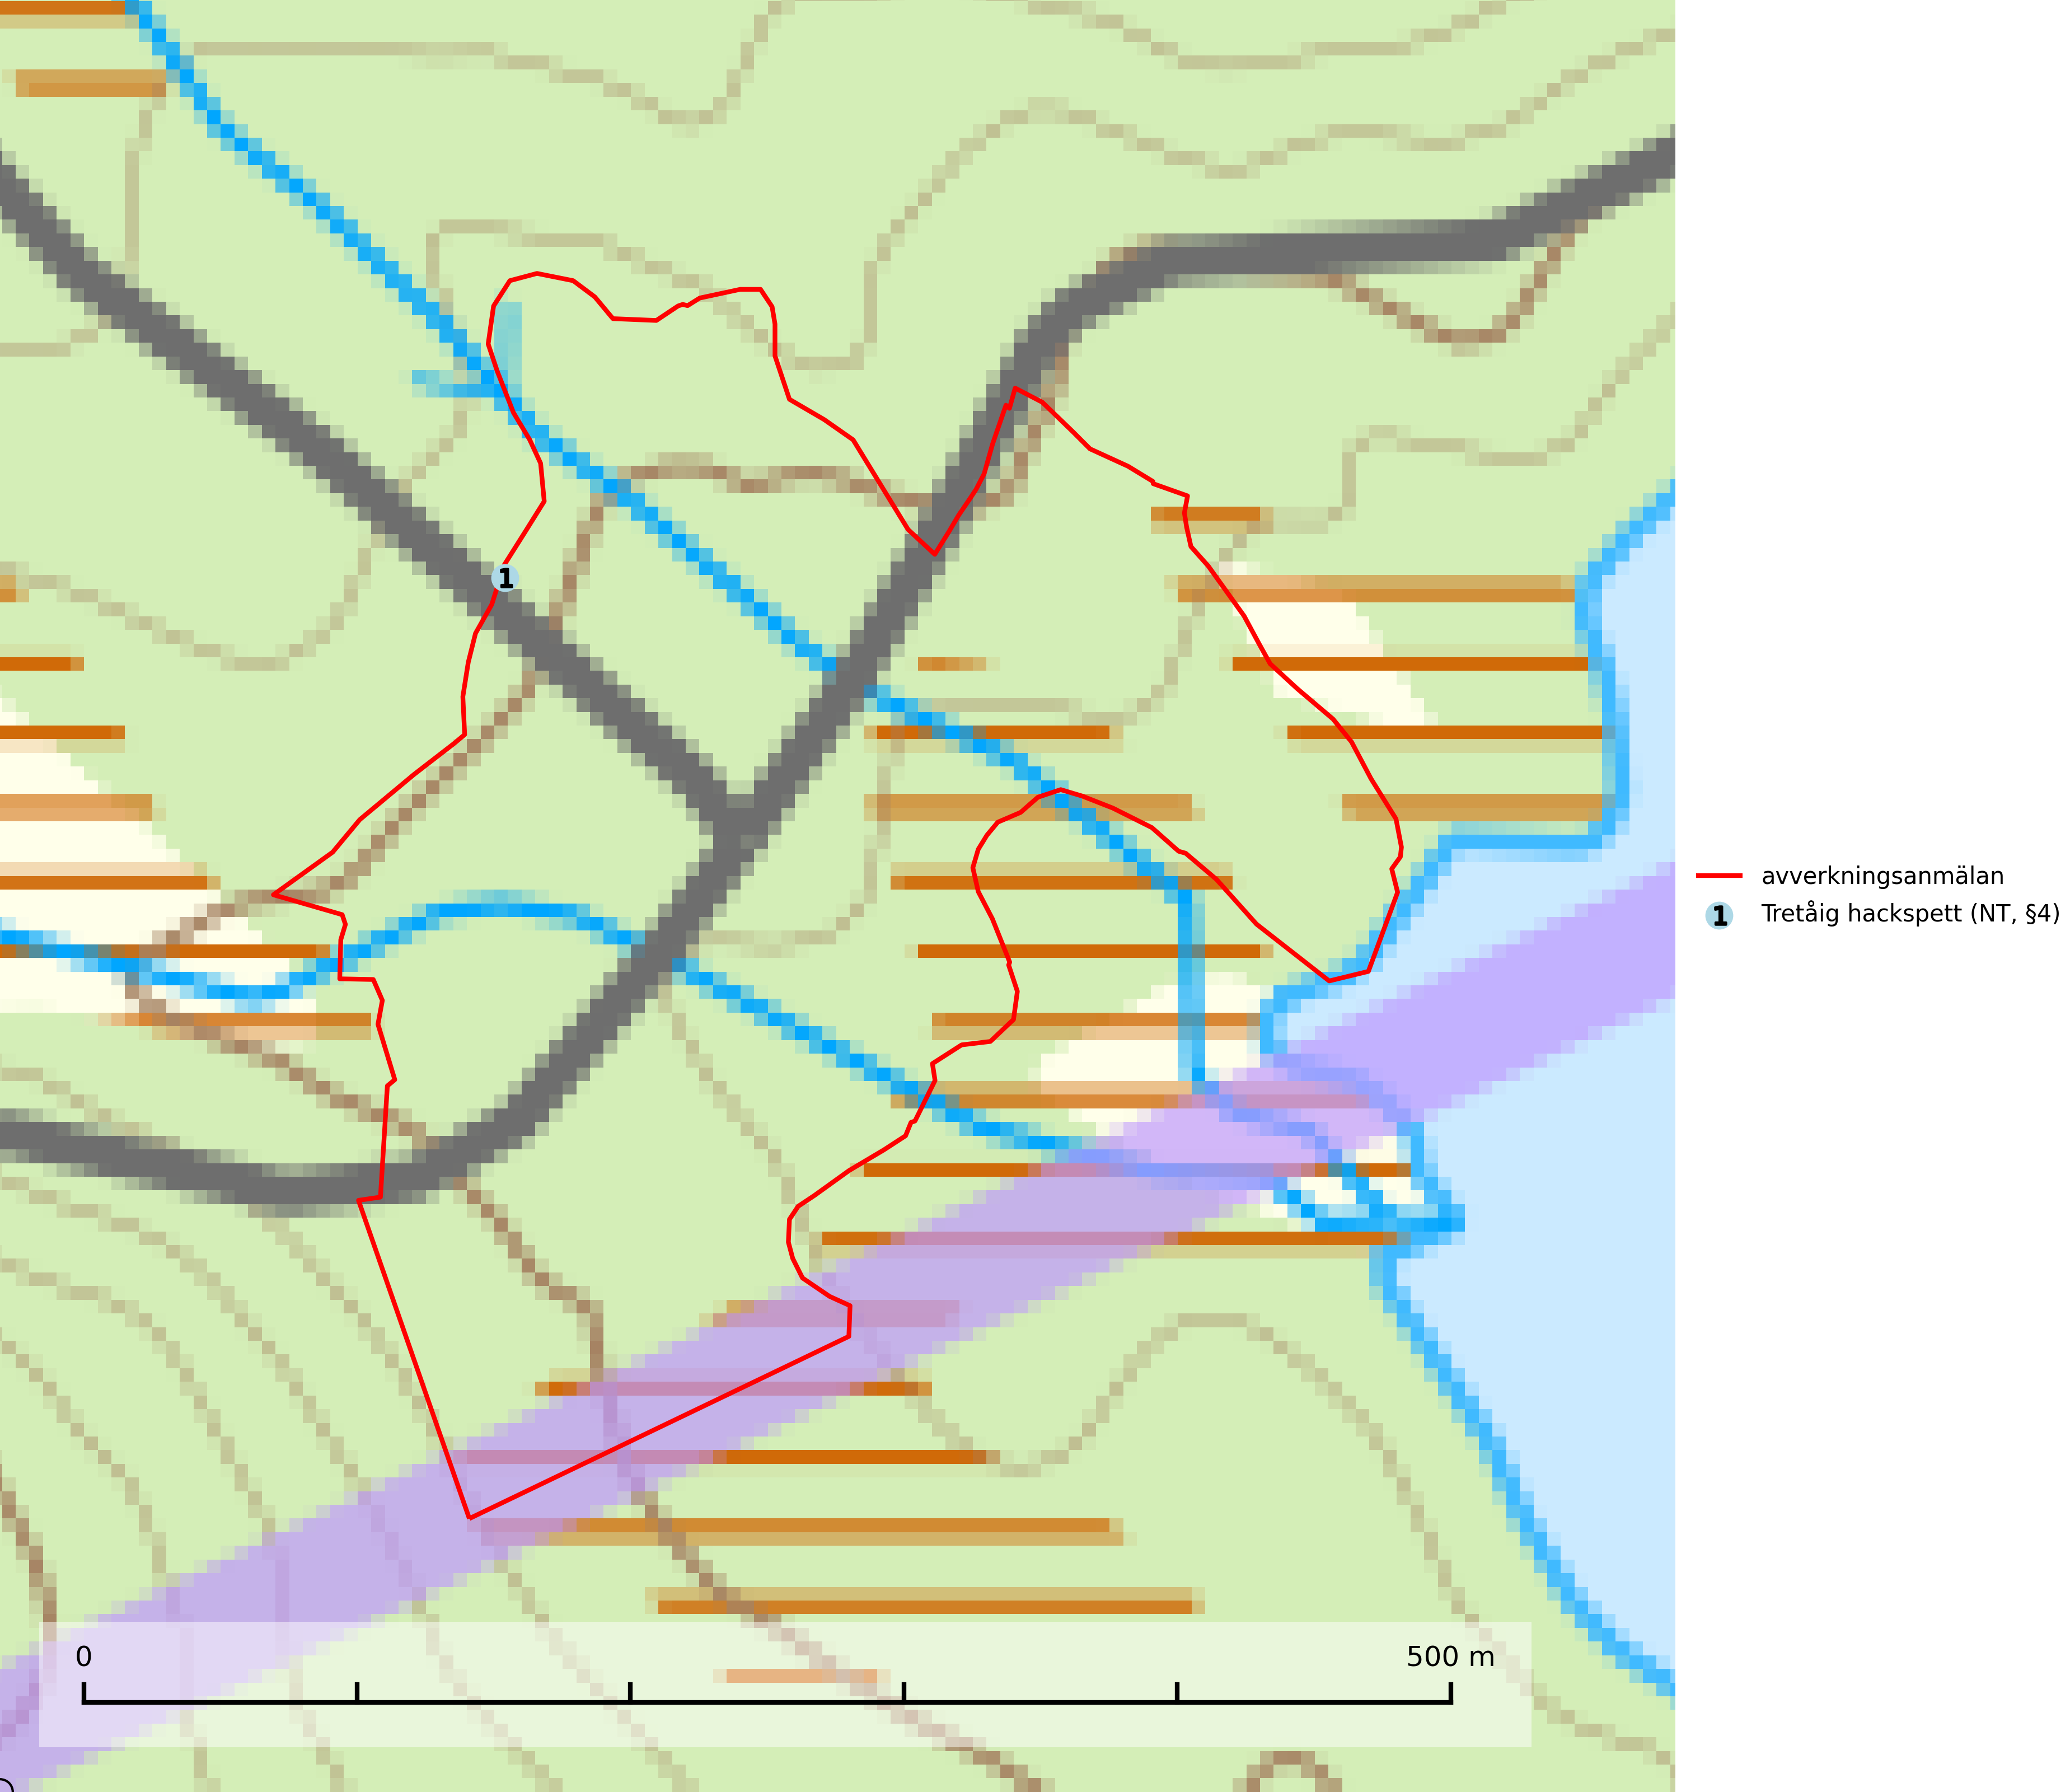 1
avverkningsanmälan
1 Tretåig hackspett (NT, §4)
0 500 m